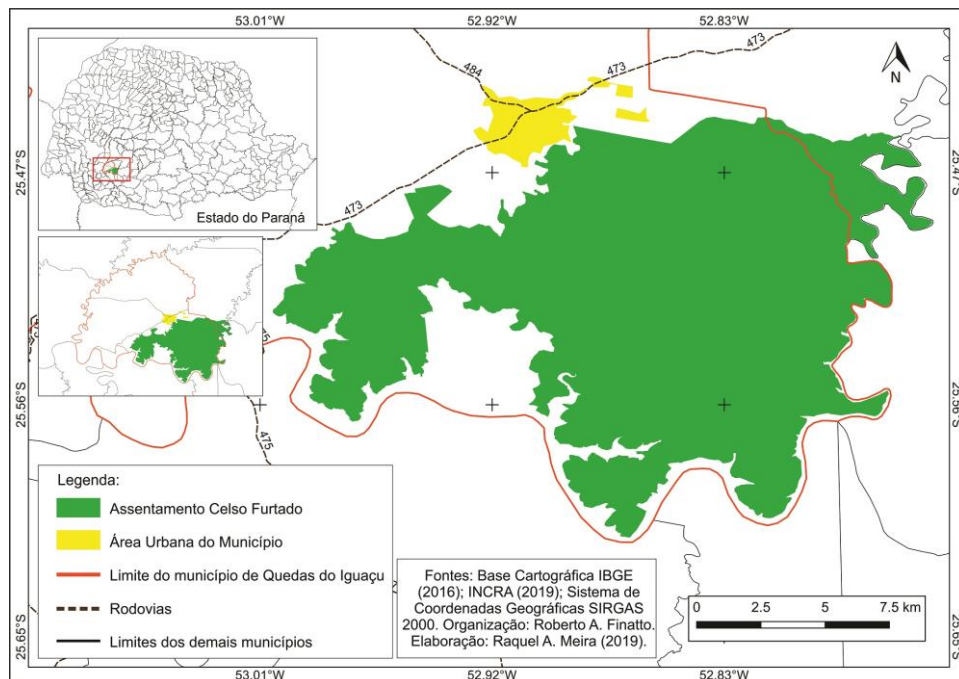 53.01°W
52.92°W
52.83°W
473
484
473
N
25.47°S
25.47°S
Estado do Paraná
473
475
25.56°S
25.56°S
475
Legenda:
Assentamento Celso Furtado
Área Urbana do Município
Limite do município de Quedas do Iguaçu
Rodovias
Limites dos demais municípios
Fontes: Base Cartográfica IBGE
(2016); INCRA (2019); Sistema de
Coordenadas Geográficas SIRGAS
2000. Organização: Roberto A. Finatto.
Elaboração: Raquel A. Meira (2019).
0 2.5 5 7.5 km
25.65°S
25.65°S
53.01°W
52.92°W
52.83°W